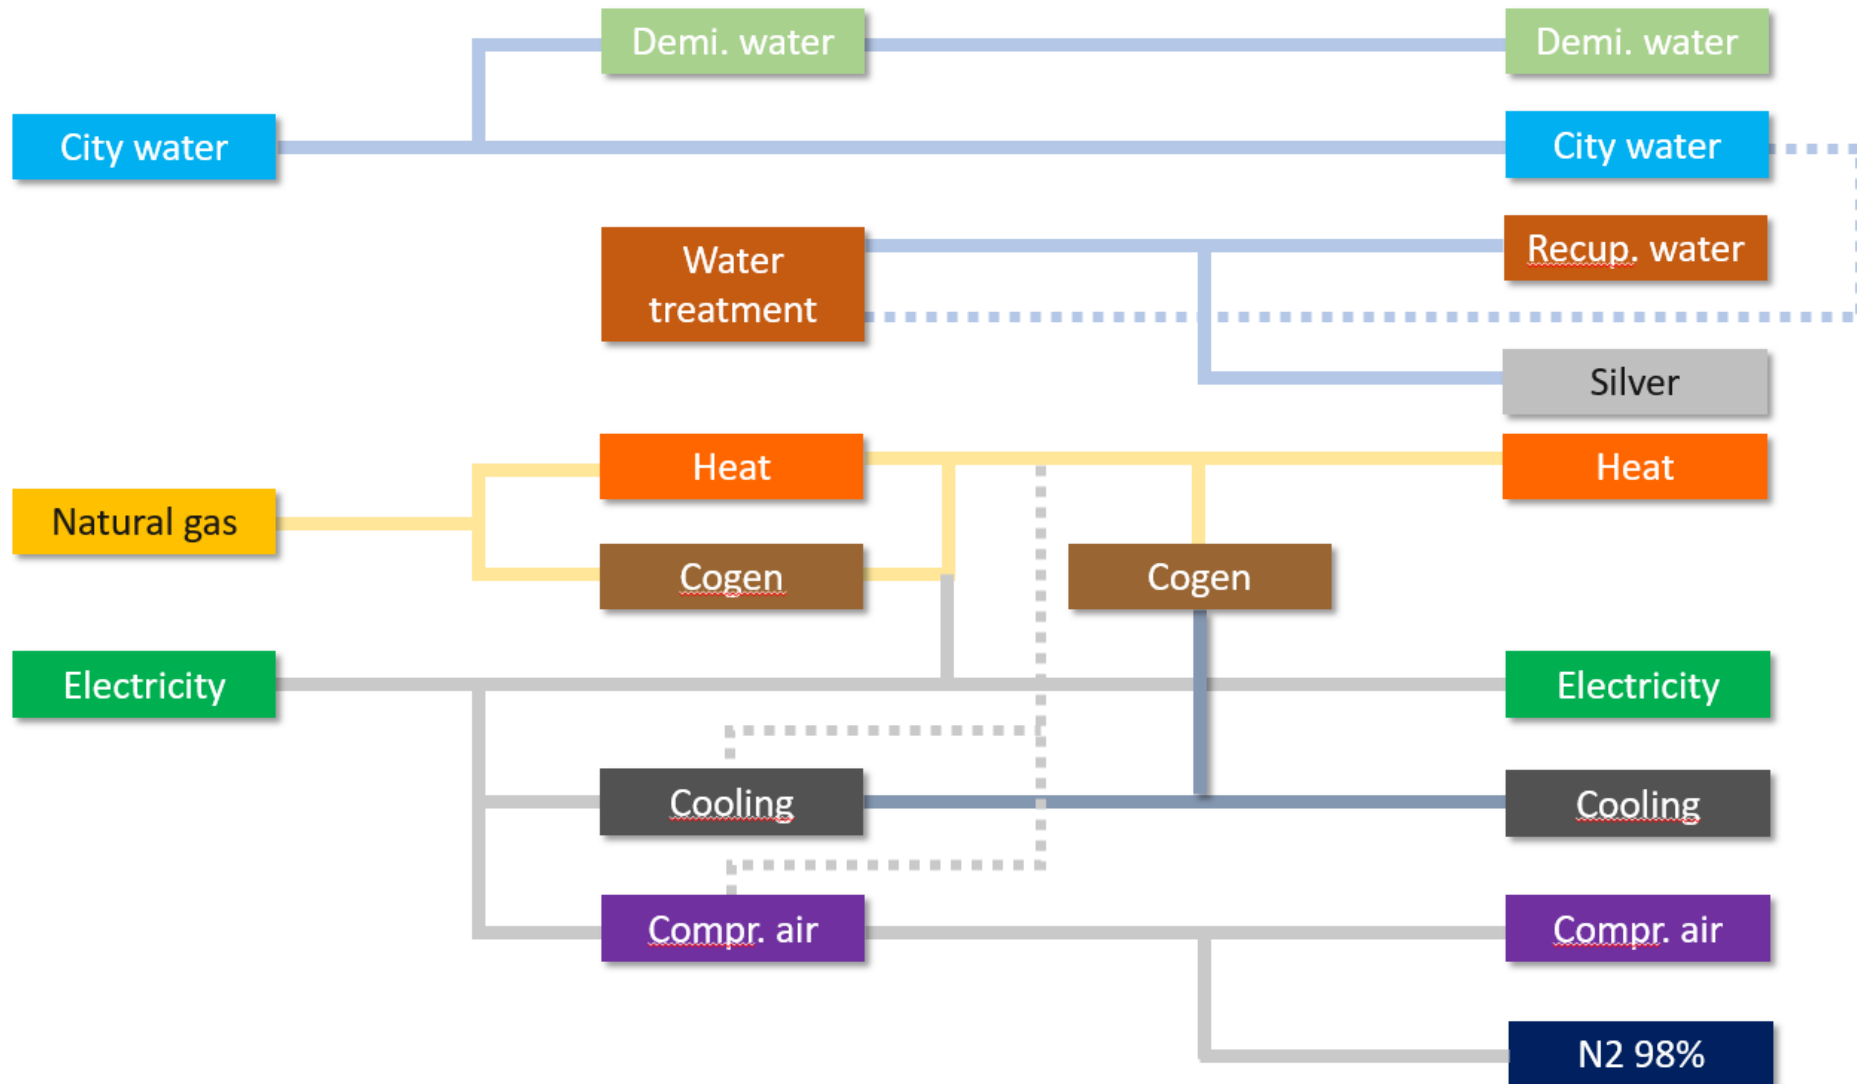 Demi. water
Demi. water
City water
City water
Water
treatment
Recup. water
Silver
Heat
Heat
Natural gas
Cogen
Cogen
Electricity
Electricity
Cooling
Cooling
Compr. air
Compr. air
N2 98%